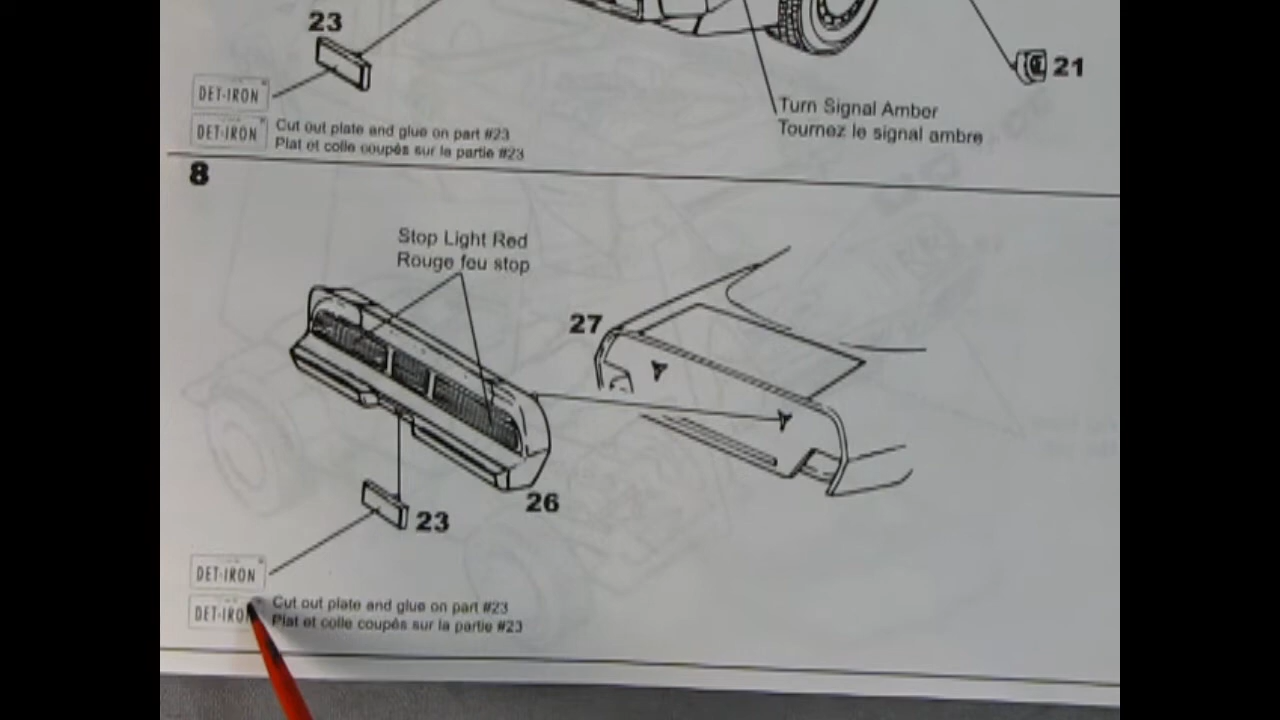 23
21
DET-IRON
Turn Signal Amber
Tournez le signal ambre
DET-IRON
Cut out plate and glue on part #23
Plat et colle coupés sur la partie #23
8
Stop Light Red
Rouge feu stop
27
26
23
DET-IRON
DET-IRON
Cut out plate and glue on part #23
Plat et colle coupés sur la partie #23